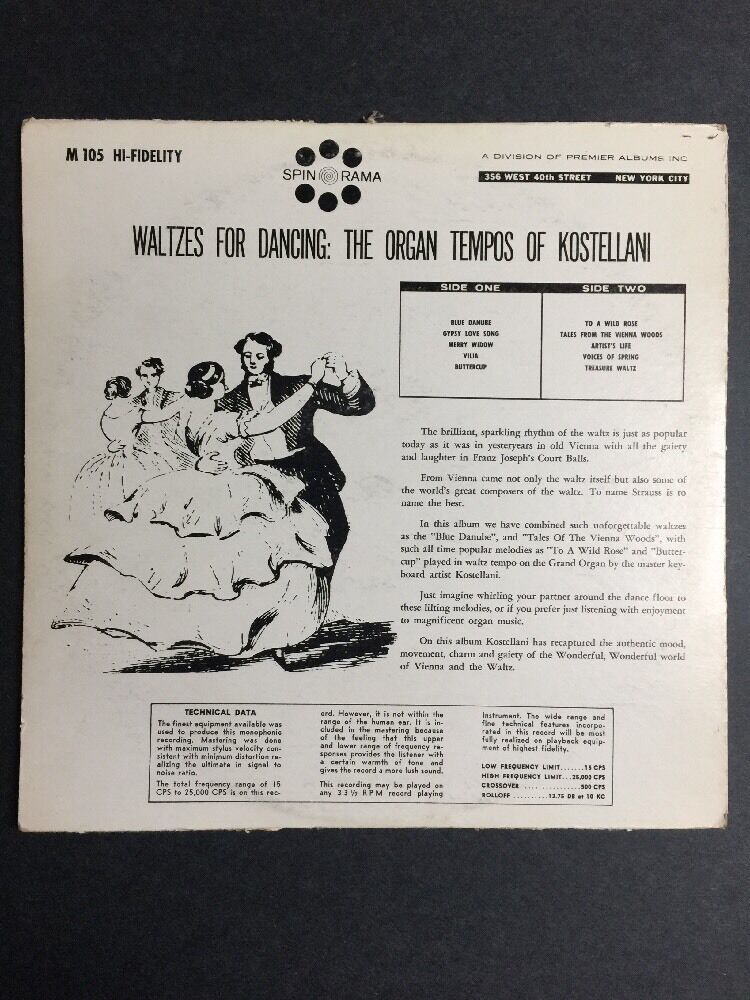 M 105 HI-FIDELITY
SPIN RAMA
A DIVISION OF PREMIER ALBUMS INC
356 WEST 40th STREET NEW YORK CITY
WALTZES FOR DANCING: THE ORGAN TEMPOS OF KOSTELLANI
SIDE ONE
BLUE DANUBE
GYPSY LOVE SONG
MERRY WIDOW
VILIA
BUTTERCUP
SIDE TWO
TO A WILD ROSE
TALES FROM THE VIENNA WOODS
ARTIST'S LIFE
VOICES OF SPRING
TREASURE WALTZ
The brilliant, sparkling rhythm of the waltz is just as popular
today as it was in yesteryears in old Vienna with all the gaiety
and laughter in Franz Joseph's Court Balls.
From Vienna came not only the waltz itself but also some of
the world's great composers of the waltz. To name Strauss is to
name the best.
In this album we have combined such unforgettable waltzes
as the "Blue Danube", and "Tales Of The Vienna Woods", with
such all time popular melodies as "To A Wild Rose" and "Butter-
cup" played in waltz tempo on the Grand Organ by the master key-
board artist Kostellani.
Just imagine whirling your partner around the dance floor to
these lilting melodies, or if you prefer just listening with enjoyment
to magnificent organ music.
On this album Kostellani has recaptured the authentic mood,
movement, charm and gaiety of the Wonderful, Wonderful world
of Vienna and the Waltz.
TECHNICAL DATA
The finest equipment available was
used to produce this monophonic
recording. Mastering was done
with maximum stylus velocity con-
sistent with minimum distortion re-
alizing the ultimate in signal to
noise ratio.
The total frequency range of 15
CPS to 25,000 CPS is on this rec-
ord. However, it is not within the
range of the human ear. It is in-
cluded in the mastering because
of the feeling that this upper
and lower range of frequency re-
sponses provides the listener with
a certain warmth of tone and
gives the record a more lush sound.
This recording may be played on
any 33⅓ RPM record playing
instrument. The wide range and
fine technical features incorpo-
rated in this record will be most
fully realized on playback equip-
ment of highest fidelity.
LOW FREQUENCY LIMIT.......15 CPS
HIGH FREQUENCY LIMIT...25,000 CPS
CROSSOVER .... ............500 CPS
ROLLOFF ..........13.75 DB at 10 KC